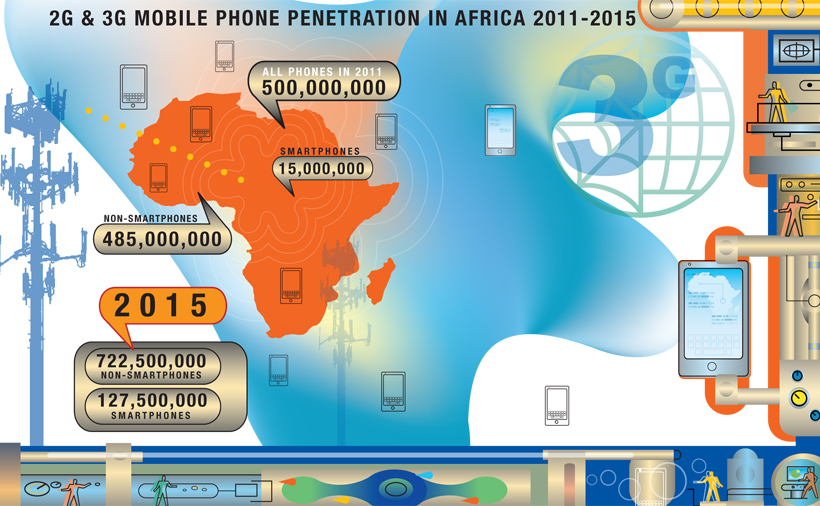 2G & 3G MOBILE PHONE PENETRATION IN AFRICA 2011-2015
3G
ALL PHONES IN 2011
500,000,000
SMARTPHONES
15,000,000
NON-SMARTPHONES
485,000,000
2015
722,500,000
NON-SMARTPHONES
127,500,000
SMARTPHONES